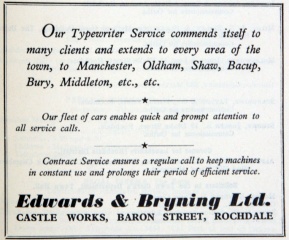 Our Typewriter Service commends itself to
many clients and extends to every area of the
town, to Manchester, Oldham, Shaw, Bacup,
Bury, Middleton, etc., etc.
Our fleet of cars enables quick and prompt attention to
all service calls.
Contract Service ensures a regular call to keep machines
in constant use and prolongs their period of efficient service.
Edwards & Bryning Ltd.
CASTLE WORKS, BARON STREET, ROCHDALE